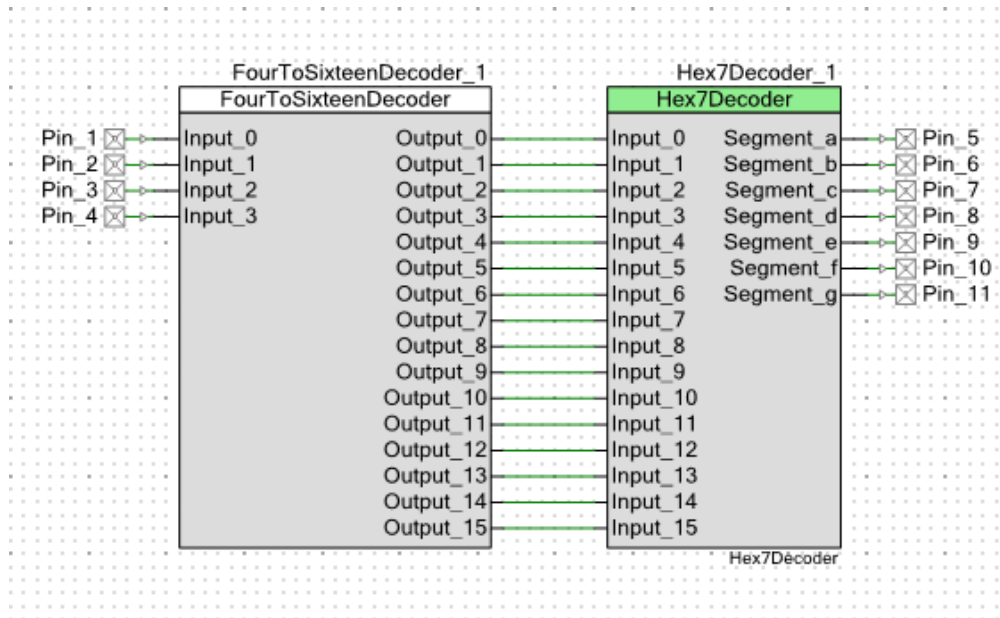 FourToSixteenDecoder_1 Hex7Decoder_1
FourToSixteenDecoder Hex7Decoder
Pin_1 Input_0 Output_0 Input_0 Segment_a Pin_5
Pin_2 Input_1 Output_1 Input_1 Segment_b Pin_6
Pin_3 Input_2 Output_2 Input_2 Segment_c Pin_7
Pin_4 Input_3 Output_3 Input_3 Segment_d Pin_8
Output_4 Input_4 Segment_e Pin_9
Output_5 Input_5 Segment_f Pin_10
Output_6 Input_6 Segment_g Pin_11
Output_7 Input_7
Output_8 Input_8
Output_9 Input_9
Output_10 Input_10
Output_11 Input_11
Output_12 Input_12
Output_13 Input_13
Output_14 Input_14
Output_15 Input_15
Hex7Decoder